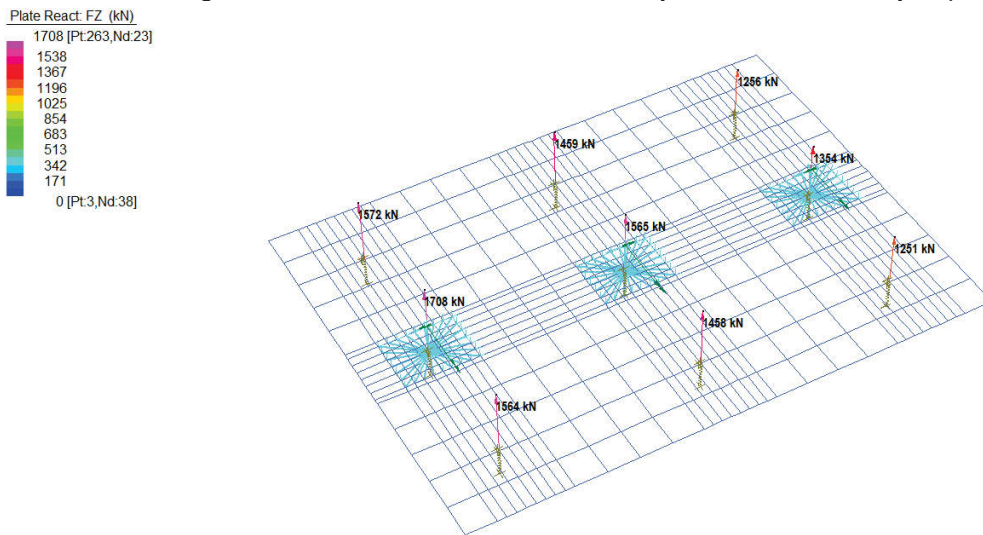 Plate React: FZ (kN)
1708 [Pt:263,Nd:23]
1538
1367
1196
1025
854
683
513
342
171
0 [Pt:3,Nd:38]
1256 kN
1459 kN
1354 kN
1572 kN
1565 kN
1251 kN
1708 kN
1458 kN
1564 kN